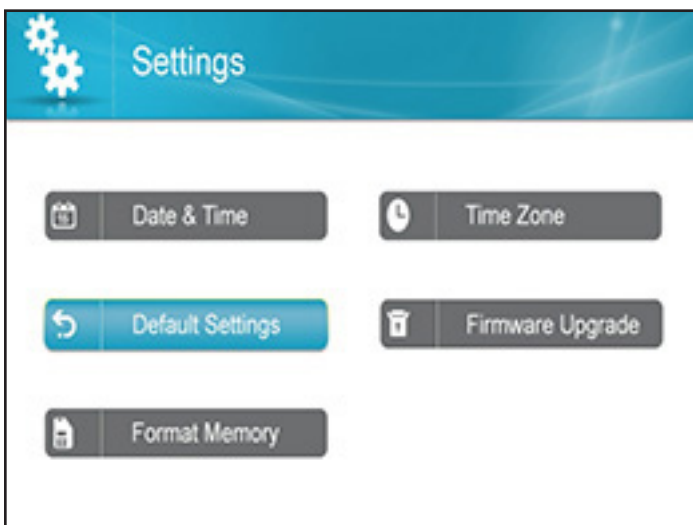 Settings
Date & Time
Time Zone
Default Settings
Firmware Upgrade
Format Memory